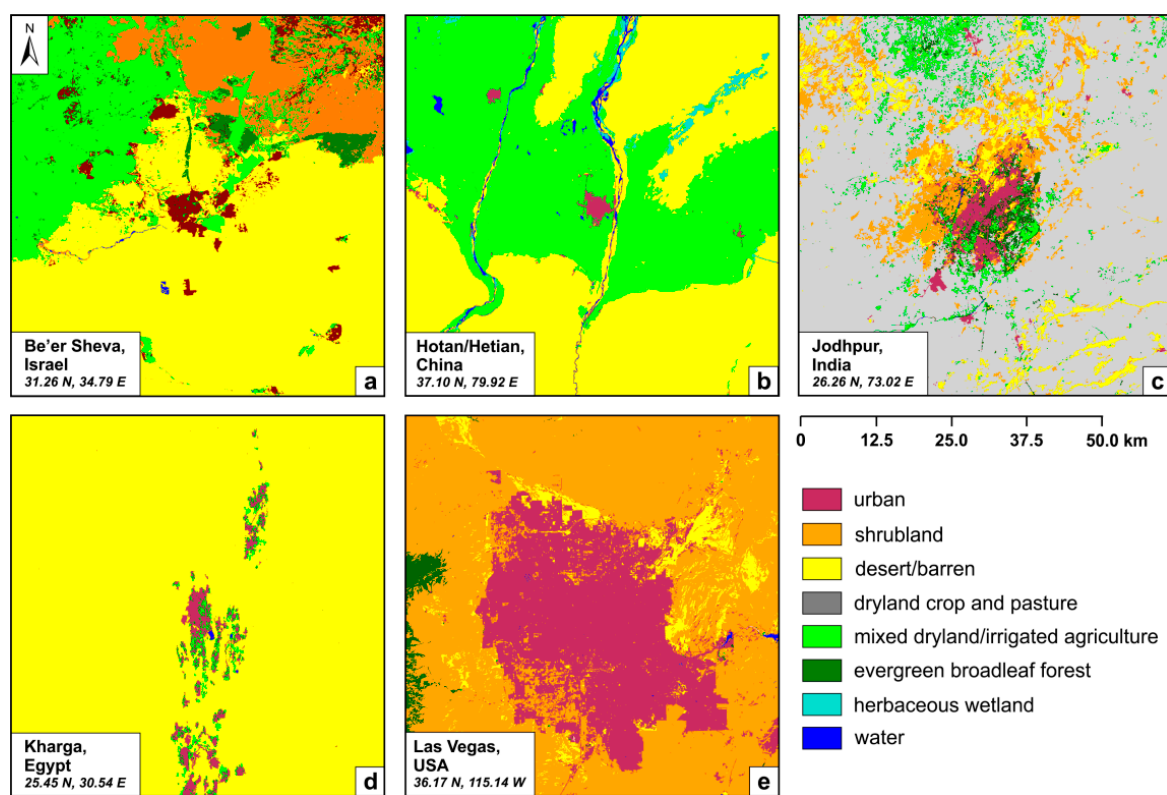 N
Be’er Sheva,
Israel
31.26 N, 34.79 E
a
Hotan/Hetian,
China
37.10 N, 79.92 E
b
Jodhpur,
India
26.26 N, 73.02 E
c
Kharga,
Egypt
25.45 N, 30.54 E
d
Las Vegas,
USA
36.17 N, 115.14 W
e
0 12.5 25.0 37.5 50.0 km
urban
shrubland
desert/barren
dryland crop and pasture
mixed dryland/irrigated agriculture
evergreen broadleaf forest
herbaceous wetland
water